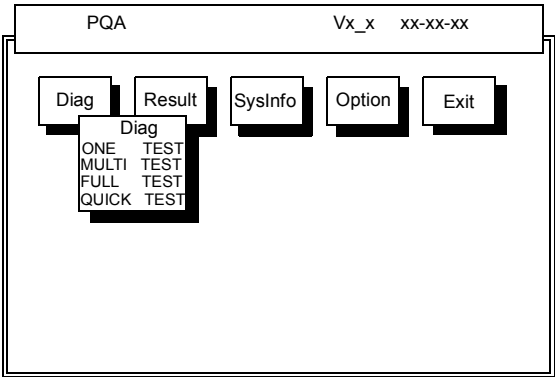 PQA Vx_x xx-xx-xx
Diag Result SysInfo Option Exit
Diag
ONE TEST
MULTI TEST
FULL TEST
QUICK TEST